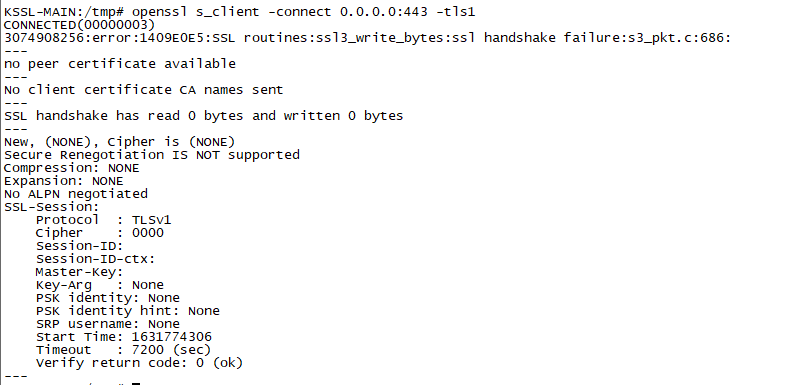 KSSL-MAIN:/tmp# openssl s_client -connect 0.0.0.0:443 -tls1
CONNECTED(00000003)
3074908256:error:1409E0E5:SSL routines:ssl3_write_bytes:ssl handshake failure:s3_pkt.c:686:
---
no peer certificate available
---
No client certificate CA names sent
---
SSL handshake has read 0 bytes and written 0 bytes
---
New, (NONE), Cipher is (NONE)
Secure Renegotiation IS NOT supported
Compression: NONE
Expansion: NONE
No ALPN negotiated
SSL-Session:
    Protocol  : TLSv1
    Cipher    : 0000
    Session-ID:
    Session-ID-ctx:
    Master-Key:
    Key-Arg   : None
    PSK identity: None
    PSK identity hint: None
    SRP username: None
    Start Time: 1631774306
    Timeout   : 7200 (sec)
    Verify return code: 0 (ok)
---